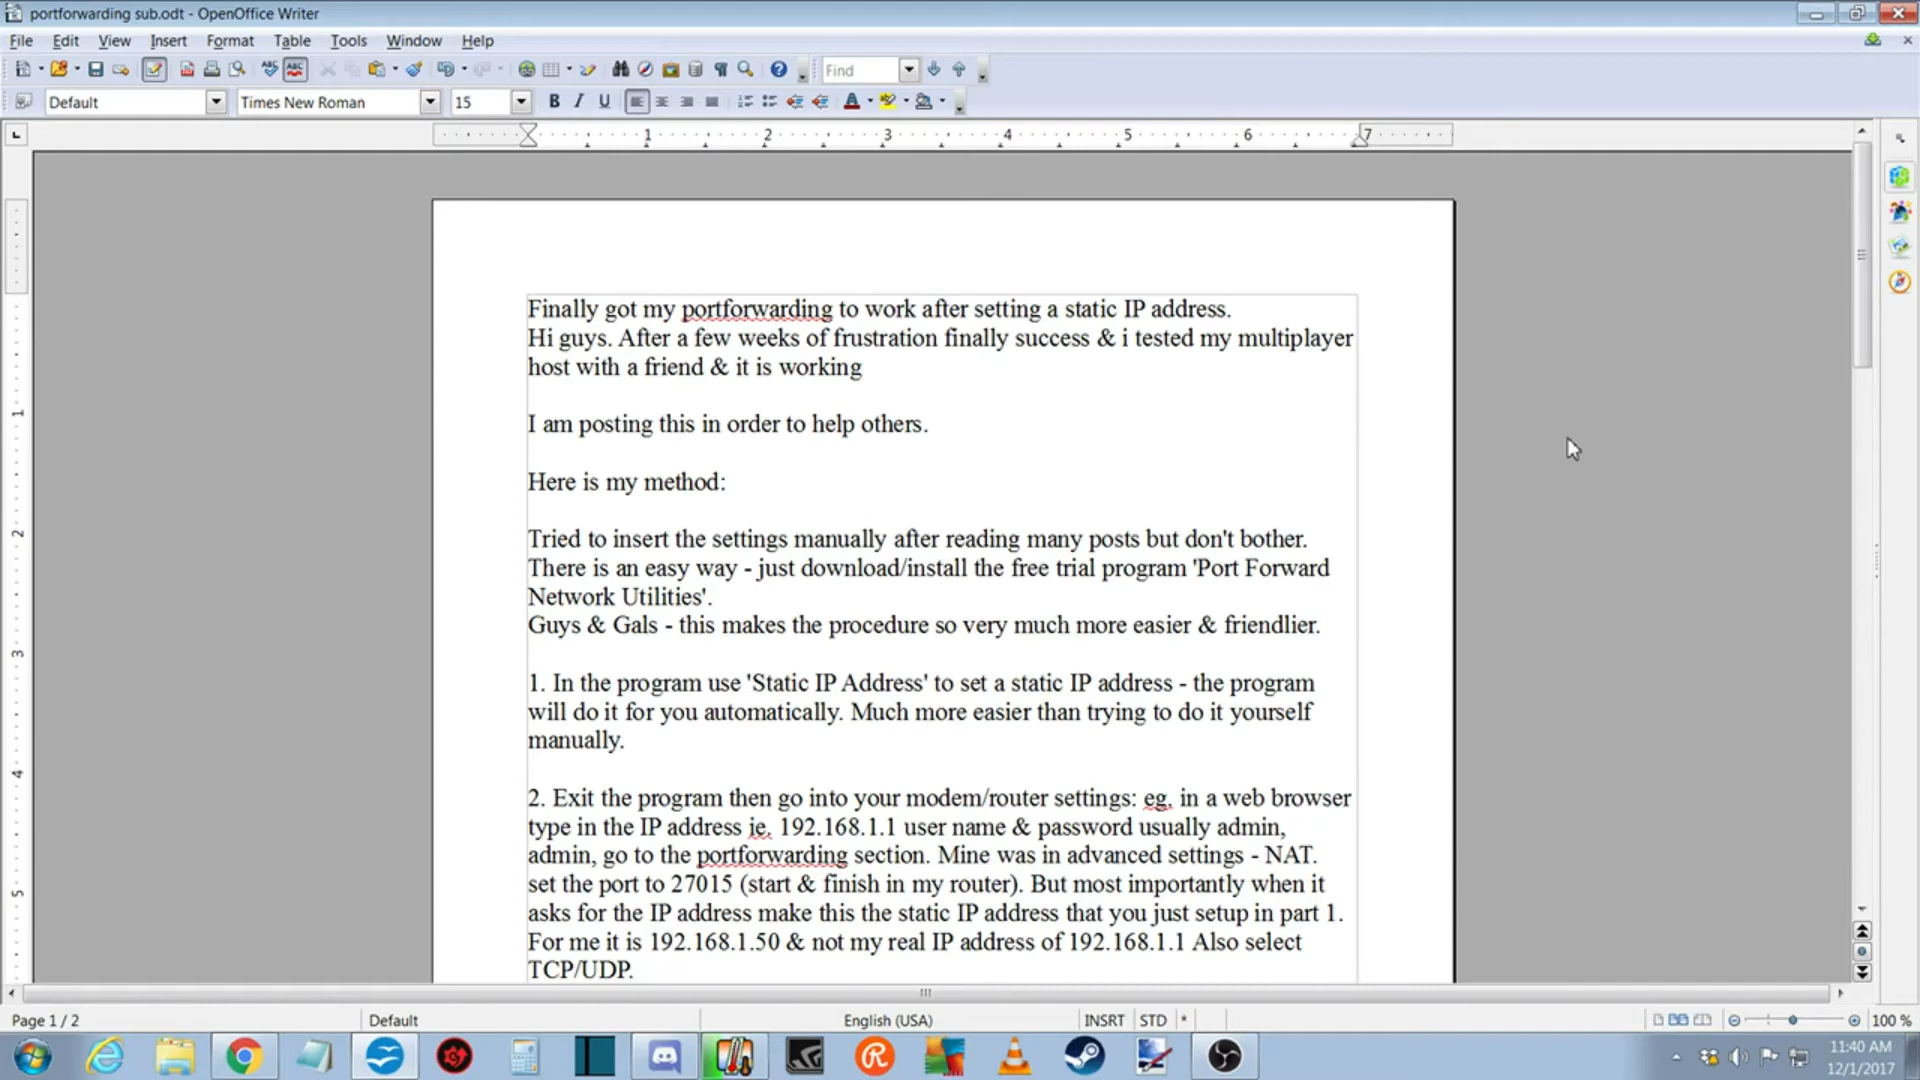 portforwarding sub.odt - OpenOffice Writer
File Edit View Insert Format Table Tools Window Help
Find
Default Times New Roman 15 B I U
1 2 3 4 5 6 7
Finally got my portforwarding to work after setting a static IP address.
Hi guys. After a few weeks of frustration finally success & i tested my multiplayer
host with a friend & it is working
I am posting this in order to help others.
Here is my method:
Tried to insert the settings manually after reading many posts but don't bother.
There is an easy way - just download/install the free trial program 'Port Forward
Network Utilities'.
Guys & Gals - this makes the procedure so very much more easier & friendlier.
1. In the program use 'Static IP Address' to set a static IP address - the program
will do it for you automatically. Much more easier than trying to do it yourself
manually.
2. Exit the program then go into your modem/router settings: eg. in a web browser
type in the IP address ie. 192.168.1.1 user name & password usually admin,
admin, go to the portforwarding section. Mine was in advanced settings - NAT.
set the port to 27015 (start & finish in my router). But most importantly when it
asks for the IP address make this the static IP address that you just setup in part 1.
For me it is 192.168.1.50 & not my real IP address of 192.168.1.1 Also select
TCP/UDP.
1
2
3
4
5
Page 1 / 2 Default English (USA) INSRT STD * 100 %
11:40 AM
12/1/2017